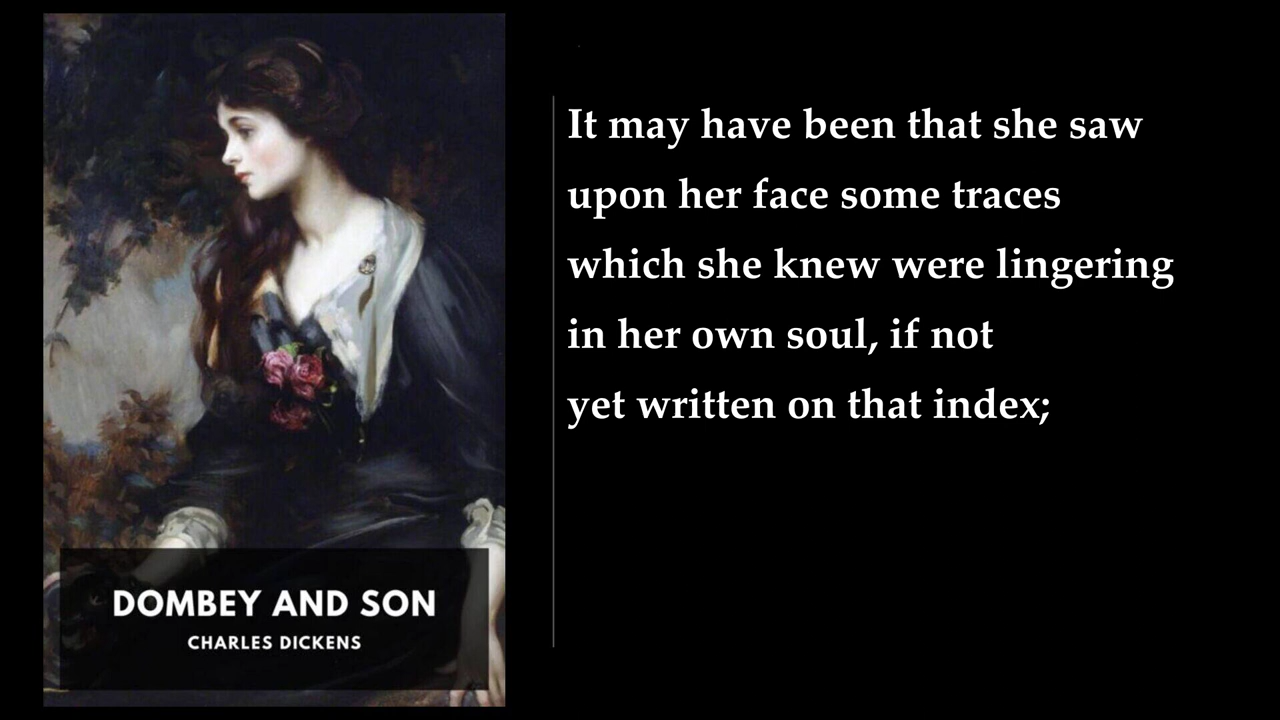 It may have been that she saw
upon her face some traces
which she knew were lingering
in her own soul, if not
yet written on that index;
DOMBEY AND SON
CHARLES DICKENS